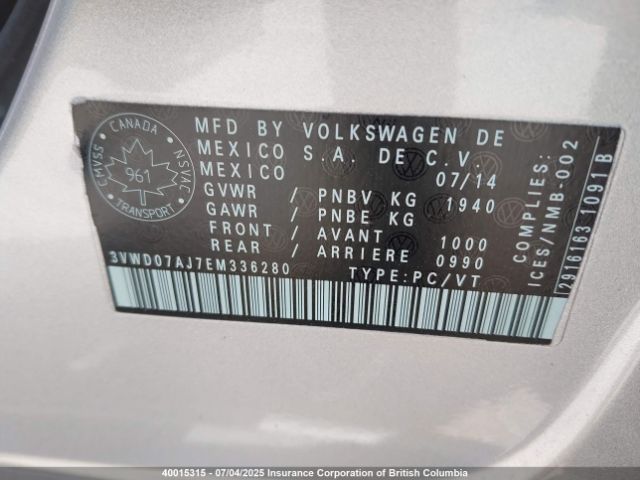 CANADA
CMVSS
NSVAC
961
TRANSPORT
MFD BY VOLKSWAGEN DE
MEXICO S.A. DE C.V.
MEXICO 07/14
GVWR / PNBV KG 1940
GAWR / PNBE KG
FRONT / AVANT 1000
REAR / ARRIERE 0990
3VWD07AJ7EM336280 TYPE:PC/VT
COMPLIES:
ICES/NMB-002
2916163 1091 B
40015315 - 07/04/2025 Insurance Corporation of British Columbia